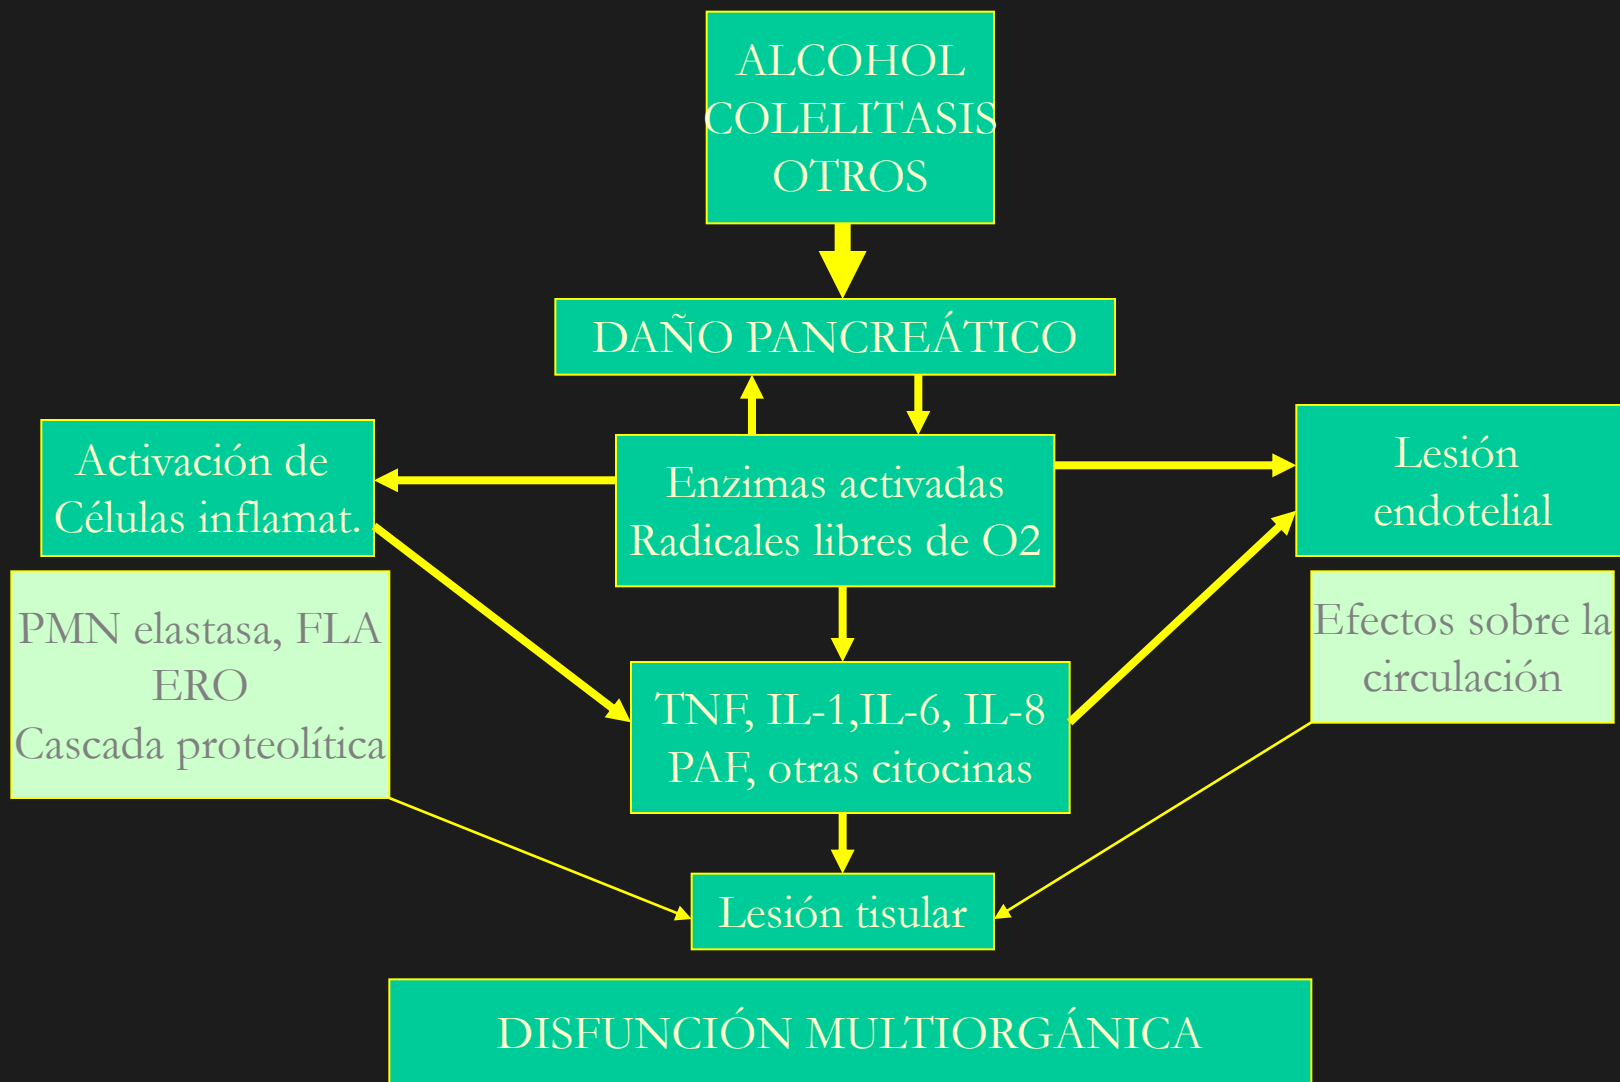 ALCOHOL
COLELITASIS
OTROS
DAÑO PANCREÁTICO
Activación de
Células inflamat.
Enzimas activadas
Radicales libres de O2
Lesión
endotelial
PMN elastasa, FLA
ERO
Cascada proteolítica
Efectos sobre la
circulación
TNF, IL-1,IL-6, IL-8
PAF, otras citocinas
Lesión tisular
DISFUNCIÓN MULTIORGÁNICA